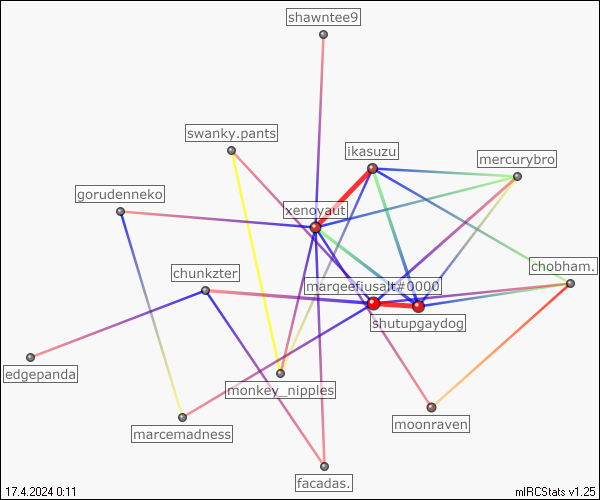 shawntee9
swanky.pants
ikasuzu
mercurybro
gorudenneko
xenoyaut
chunkzter
chobham.
marqeefiusalt#0000
shutupgaydog
edgepanda
monkey_nipples
moonraven
marcemadness
facadas.
17.4.2024 0:11
mIRCStats v1.25